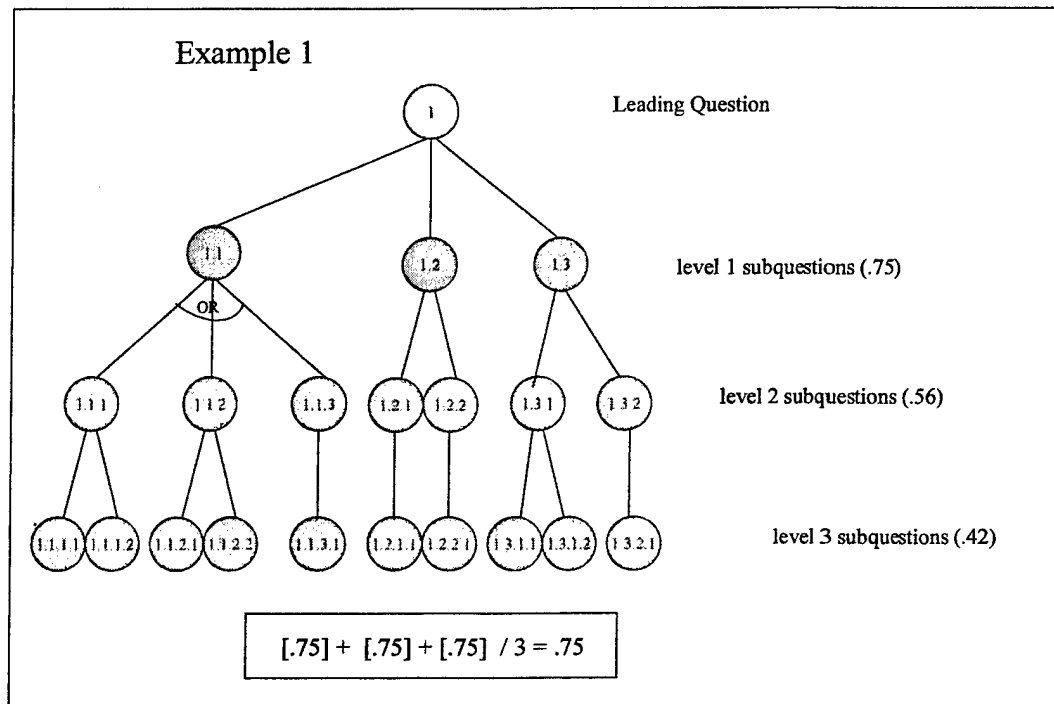 Example 1
1
Leading Question
1.1
1.2
1.3
level 1 subquestions (.75)
OR
1.1 1
1 1 2
1.1.3
1.2.1
1.2.2
1.3 1
1.3 2
level 2 subquestions (.56)
1.1.1.1
1.1.1.2
1.1.2.1
1.1.2.2
1.1.3.1
1.2.1.1
1.2.2 1
1.3.1.1
1.3.1.2
1.3.2.1
level 3 subquestions (.42)
[.75] + [.75] + [.75] / 3 = .75